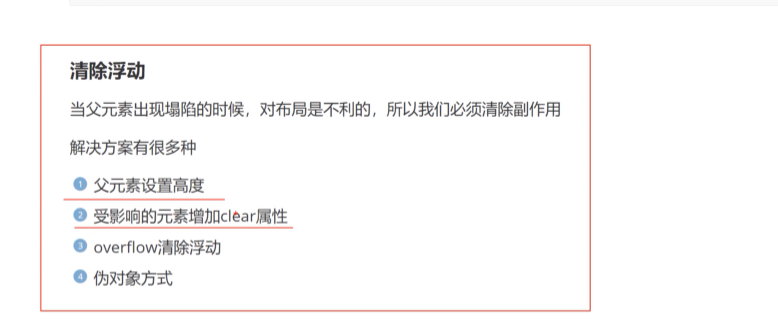 清除浮动
当父元素出现塌陷的时候，对布局是不利的，所以我们必须清除副作用
解决方案有很多种
1 父元素设置高度
2 受影响的元素增加clear属性
3 overflow清除浮动
4 伪对象方式